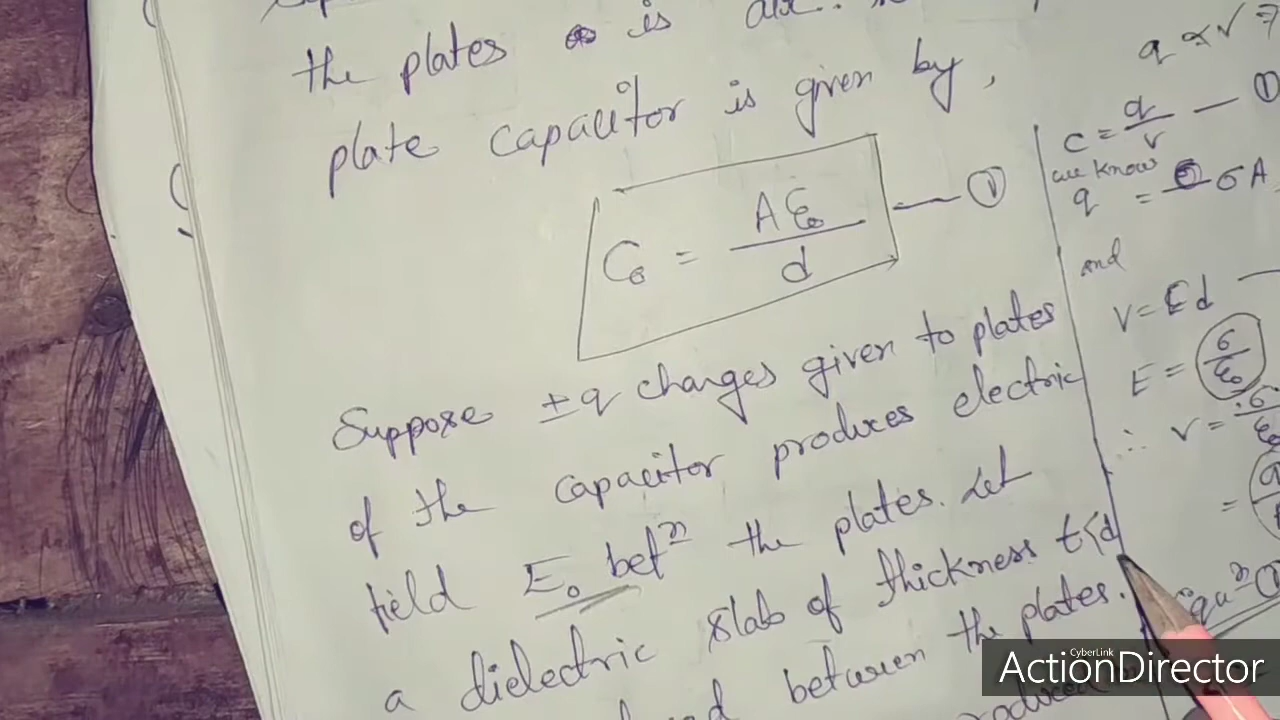 the plates is air.
plate capacitor is given by,
C₀ = Aε₀/d — ①
Suppose ±q charges given to plates
of the capacitor produces electric
field E₀ betⁿ the plates. Let
a dielectric slab of thickness t<d
between the plates.
q ∝ V ⇒
C = q/V — ①
we know
q = σA
and
V = Ed —
E = σ/ε₀
∴ V = σ/ε₀
=
CyberLink
ActionDirector